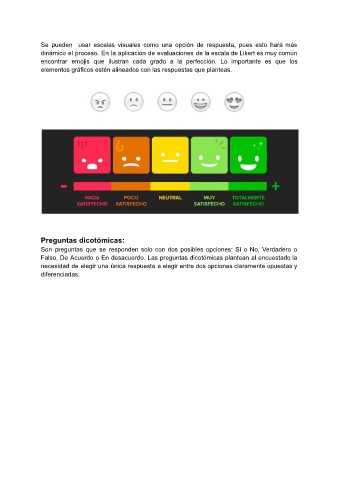 Se pueden usar escalas visuales como una opción de respuesta, pues esto hará más
dinámico el proceso. En la aplicación de evaluaciones de la escala de Likert es muy común
encontrar emojis que ilustran cada grado a la perfección. Lo importante es que los
elementos gráficos estén alineados con las respuestas que planteas.
- +
NADA SATISFECHO
POCO SATISFECHO
NEUTRAL
MUY SATISFECHO
TOTALMENTE SATISFECHO
Preguntas dicotómicas:
Son preguntas que se responden solo con dos posibles opciones: Sí o No, Verdadero o
Falso, De Acuerdo o En desacuerdo. Las preguntas dicotómicas plantean al encuestado la
necesidad de elegir una única respuesta a elegir entre dos opciones claramente opuestas y
diferenciadas.